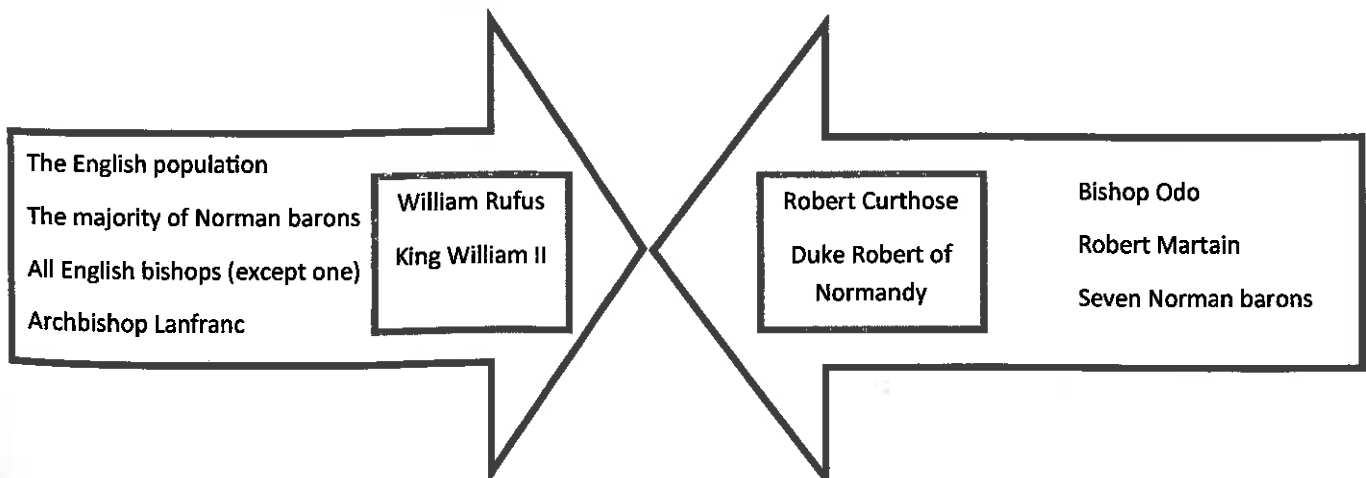 The English population
The majority of Norman barons
All English bishops (except one)
Archbishop Lanfranc
William Rufus
King William II
Robert Curthose
Duke Robert of
Normandy
Bishop Odo
Robert Martain
Seven Norman barons